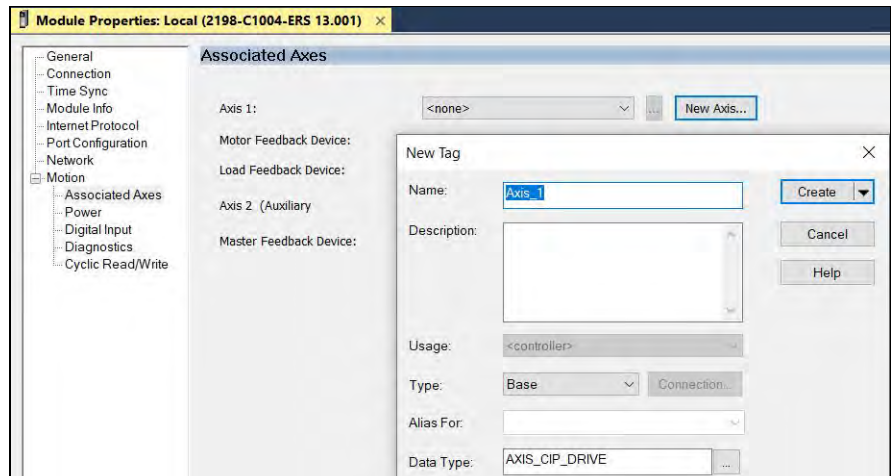 Module Properties: Local (2198-C1004-ERS 13.001) ×
General
Connection
Time Sync
Module Info
Internet Protocol
Port Configuration
Network
Motion
Associated Axes
Power
Digital Input
Diagnostics
Cyclic Read/Write
Associated Axes
Axis 1: <none> ... New Axis...
Motor Feedback Device:
Load Feedback Device:
Axis 2 (Auxiliary
Master Feedback Device:
New Tag
Name: Axis_1 Create
Description: Cancel
Help
Usage: <controller>
Type: Base Connection...
Alias For:
Data Type: AXIS_CIP_DRIVE ...